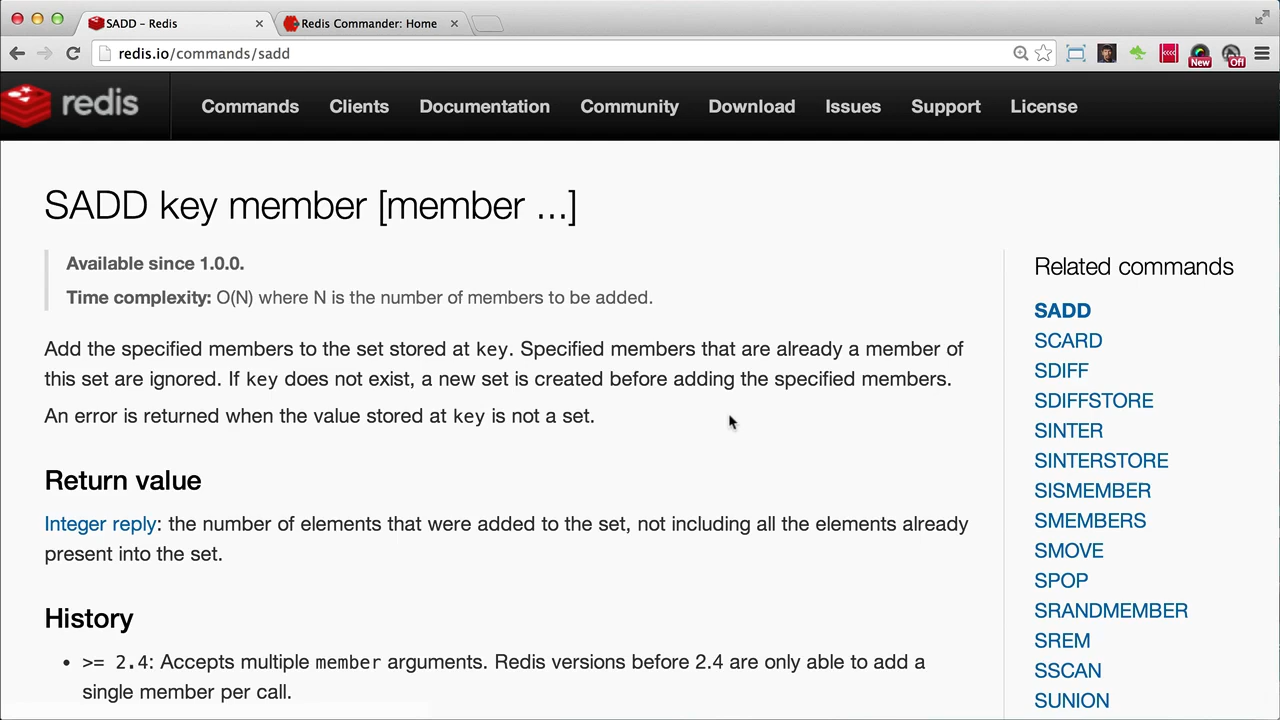 SADD – Redis
Redis Commander: Home
redis.io/commands/sadd
New
Off
redis
Commands
Clients
Documentation
Community
Download
Issues
Support
License
SADD key member [member ...]
Available since 1.0.0.
Time complexity: O(N) where N is the number of members to be added.
Add the specified members to the set stored at key. Specified members that are already a member of
this set are ignored. If key does not exist, a new set is created before adding the specified members.
An error is returned when the value stored at key is not a set.
Return value
Integer reply: the number of elements that were added to the set, not including all the elements already
present into the set.
History
• >= 2.4: Accepts multiple member arguments. Redis versions before 2.4 are only able to add a
single member per call.
Related commands
SADD
SCARD
SDIFF
SDIFFSTORE
SINTER
SINTERSTORE
SISMEMBER
SMEMBERS
SMOVE
SPOP
SRANDMEMBER
SREM
SSCAN
SUNION